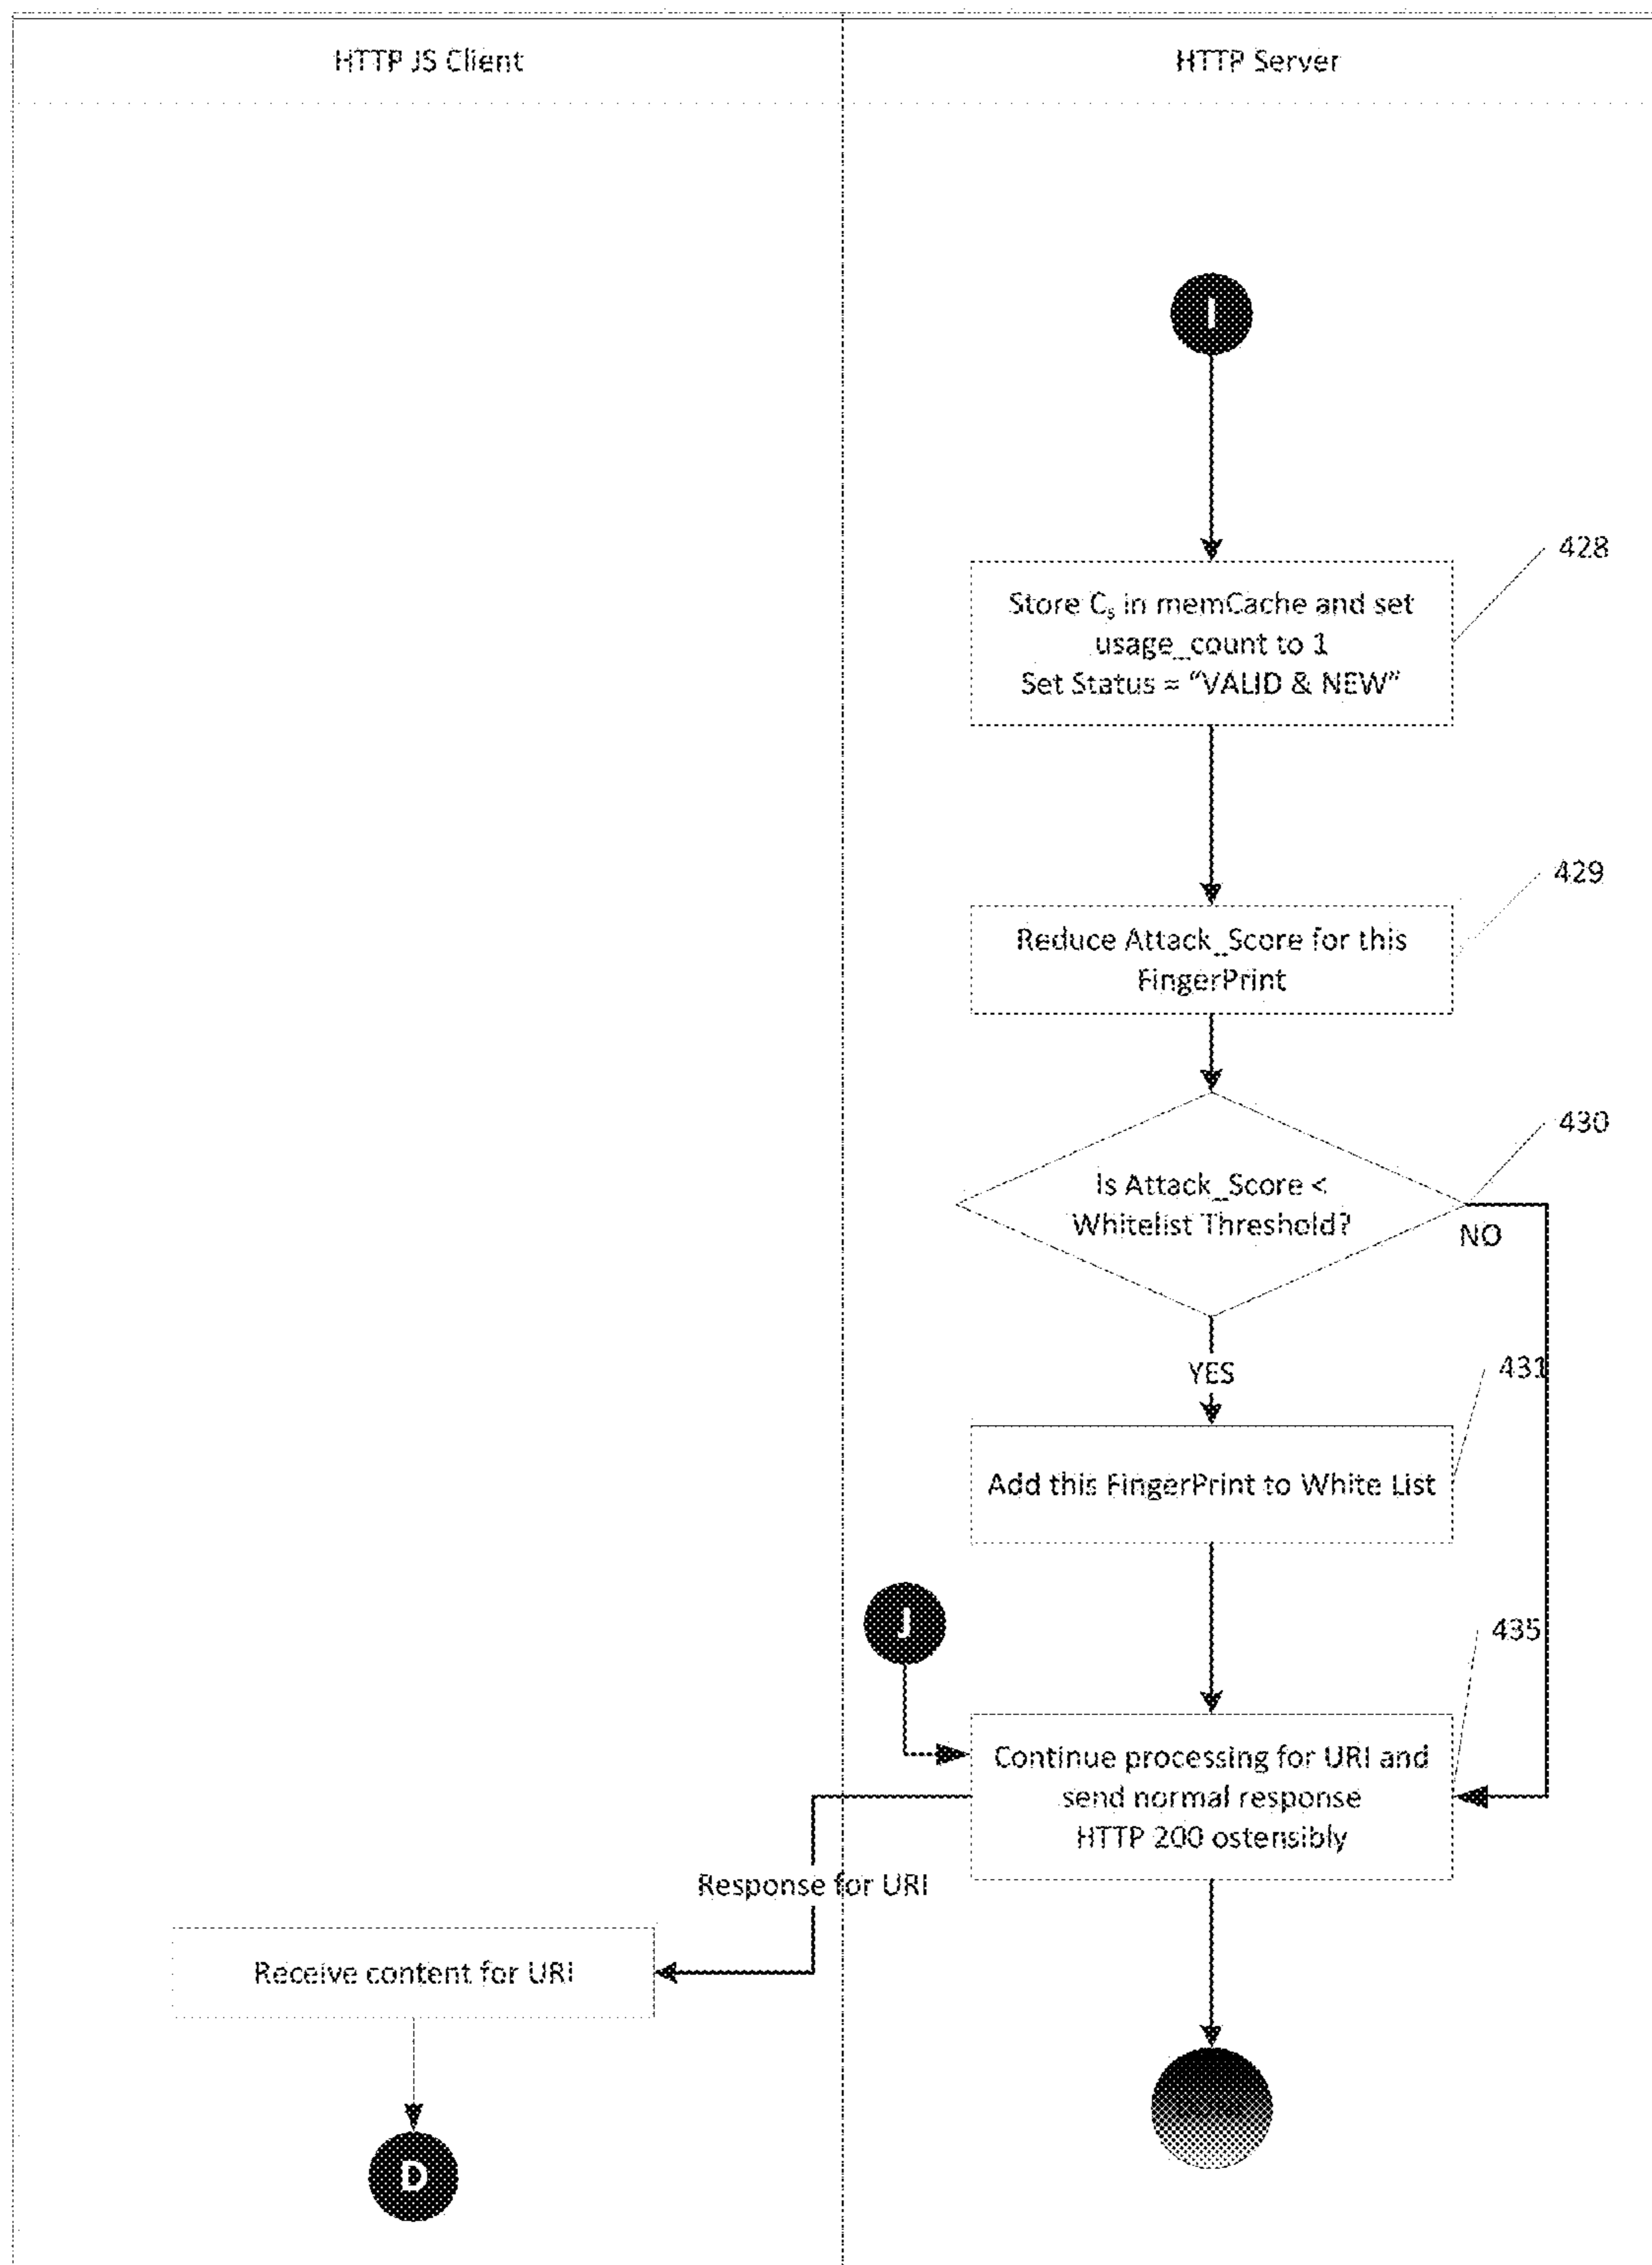 HTTP JS Client
HTTP Server
I
428
Store Cs in memCache and set
usage_count to 1
Set Status = “VALID & NEW”
429
Reduce Attack_Score for this
FingerPrint
430
Is Attack_Score <
Whitelist Threshold?
NO
YES
431
Add this FingerPrint to White List
J
435
Continue processing for URI and
send normal response
HTTP 200 ostensibly
Response for URI
Receive content for URI
D